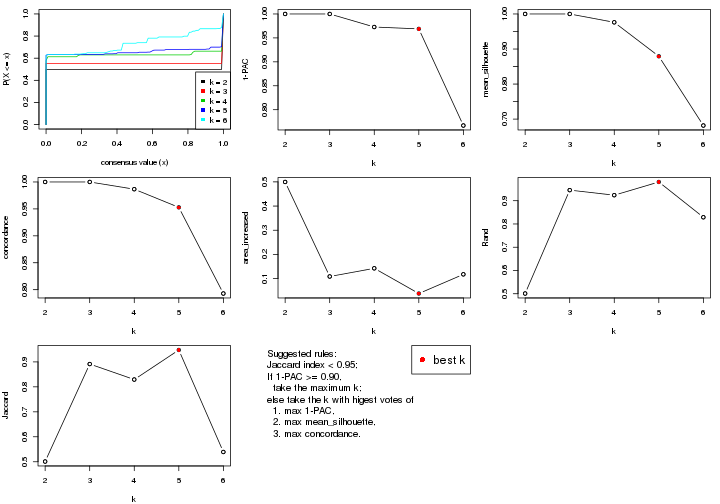 P(X <= x)
0.0 0.2 0.4 0.6 0.8 1.0
0.0 0.2 0.4 0.6 0.8 1.0
consensus value (x)
k = 2
k = 3
k = 4
k = 5
k = 6
1-PAC
0.80 0.85 0.90 0.95 1.00
2 3 4 5 6
k
mean_silhouette
0.70 0.80 0.90 1.00
2 3 4 5 6
k
concordance
0.80 0.85 0.90 0.95 1.00
2 3 4 5 6
k
area_increased
0.1 0.2 0.3 0.4 0.5
2 3 4 5 6
k
Rand
0.5 0.6 0.7 0.8 0.9
2 3 4 5 6
k
Jaccard
0.5 0.6 0.7 0.8 0.9
2 3 4 5 6
k
Suggested rules:
Jaccard index < 0.95;
If 1-PAC >= 0.90,
take the maximum k;
else take the k with higest votes of
1. max 1-PAC,
2. max mean_silhouette,
3. max concordance.
best k